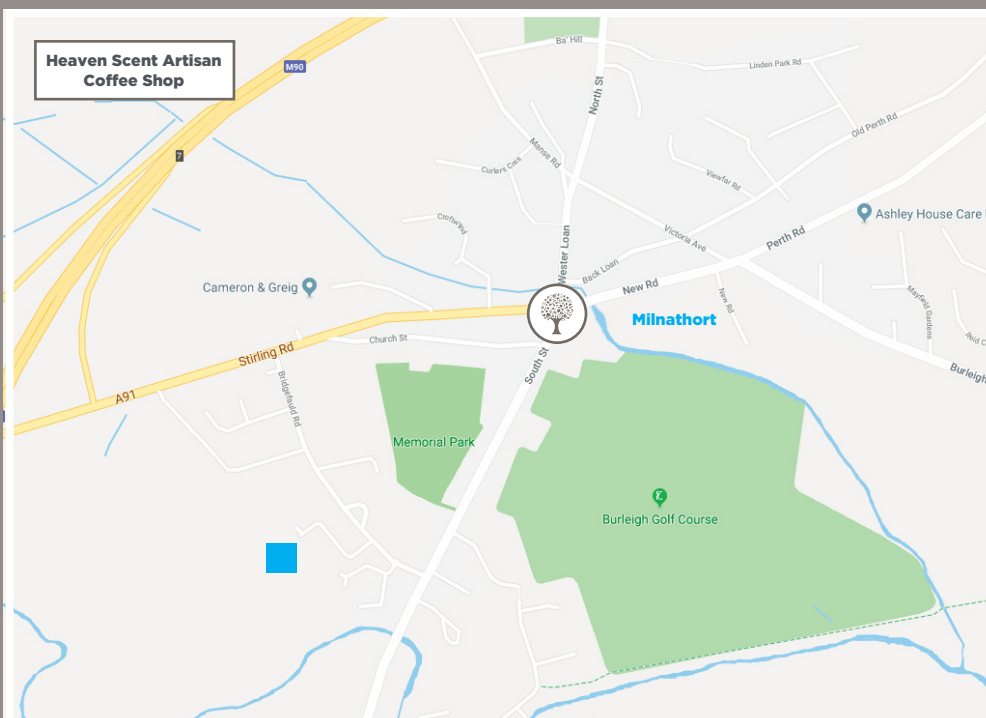 Heaven Scent Artisan
Coffee Shop
M90
7
Ba' Hill
Linden Park Rd
North St
Old Perth Rd
Manse Rd
Curlers Cres
Viewfar Rd
Croftwynd
Ashley House Care
Wester Loan
Victoria Ave
Perth Rd
Back Loan
Cameron & Greig
New Rd
New Rd
Mayfield Gardens
Milnathort
Reid
Church St
Stirling Rd
South St
Burleigh
Bridgefauld Rd
A91
Memorial Park
Burleigh Golf Course